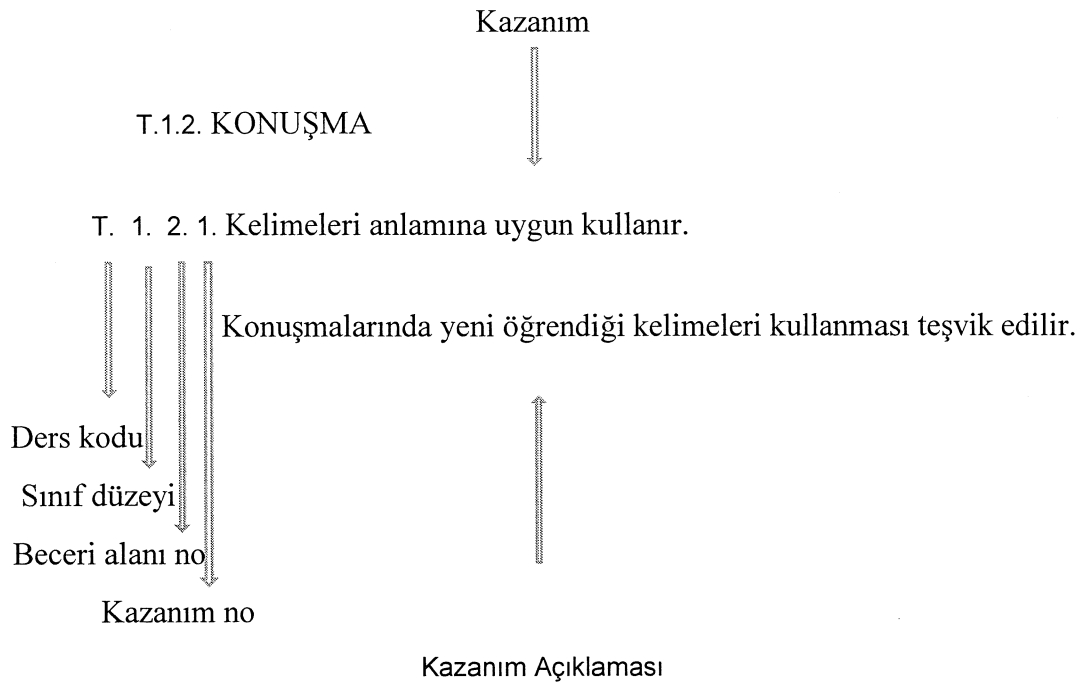 Kazanım
T.1.2. KONUŞMA
T. 1. 2. 1. Kelimeleri anlamına uygun kullanır.
Konuşmalarında yeni öğrendiği kelimeleri kullanması teşvik edilir.
Ders kodu
Sınıf düzeyi
Beceri alanı no
Kazanım no
Kazanım Açıklaması